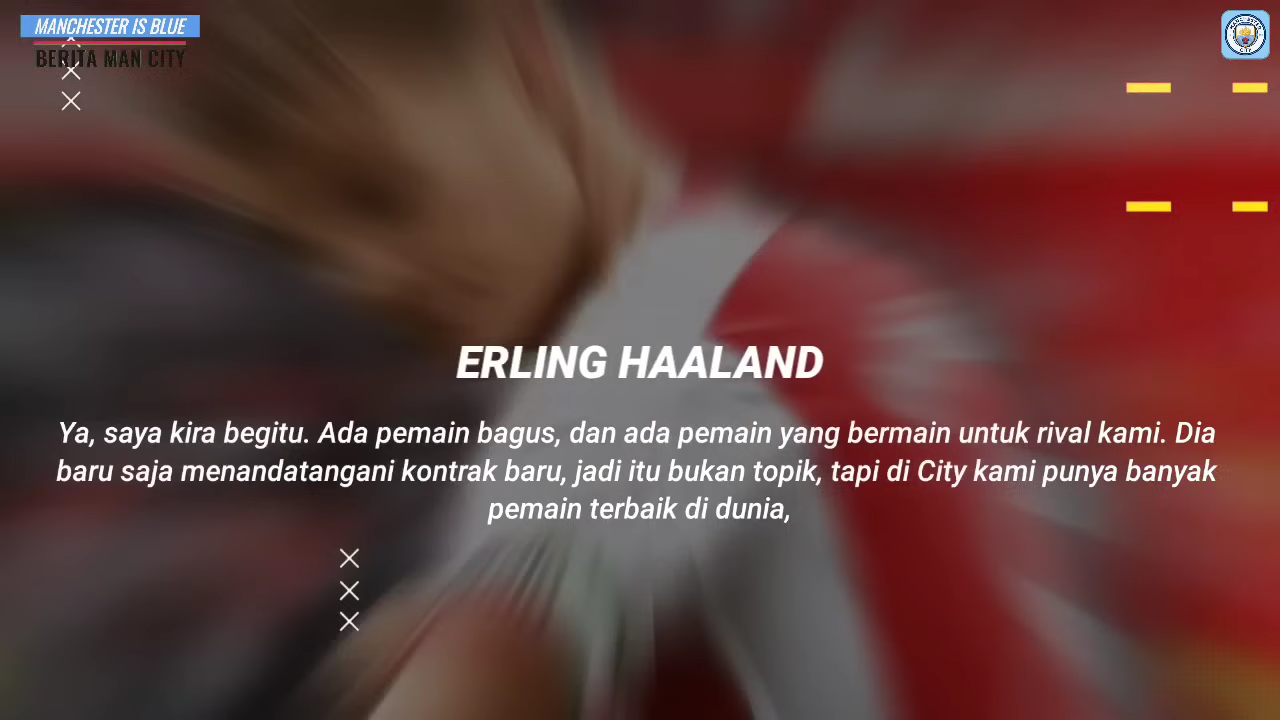 MANCHESTER IS BLUE
BERITA MAN CITY
ERLING HAALAND
Ya, saya kira begitu. Ada pemain bagus, dan ada pemain yang bermain untuk rival kami. Dia
baru saja menandatangani kontrak baru, jadi itu bukan topik, tapi di City kami punya banyak
pemain terbaik di dunia,